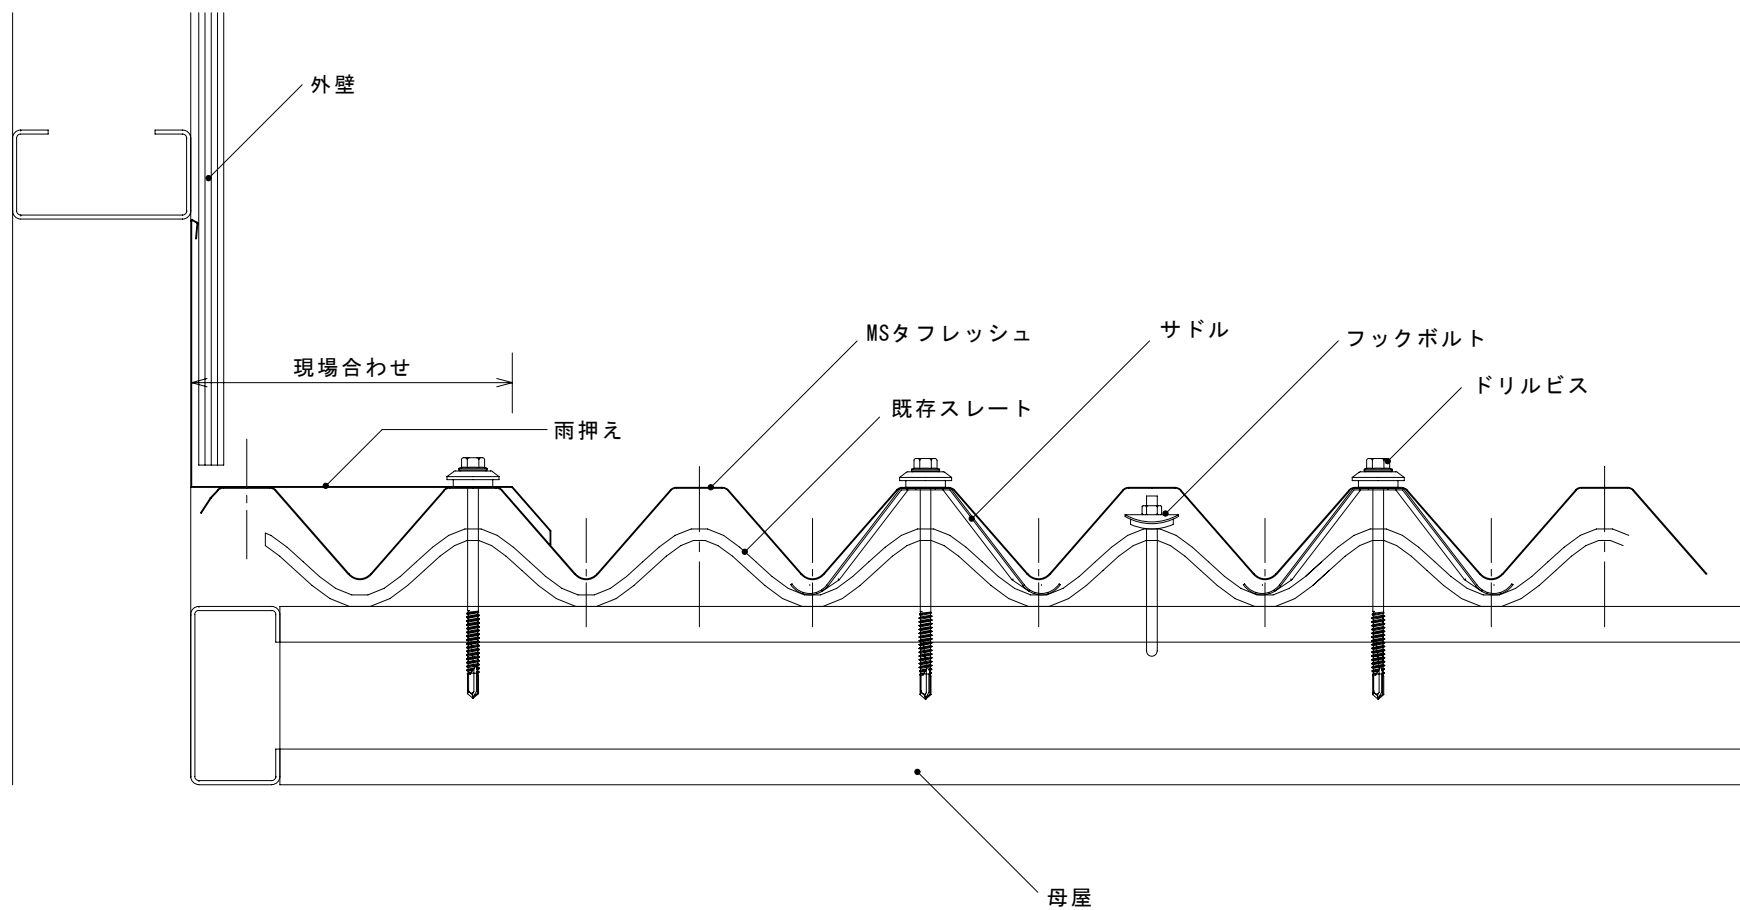 外壁
MSタフレッシュ
サドル
フックボルト
現場合わせ
ドリルビス
既存スレート
雨押え
母屋